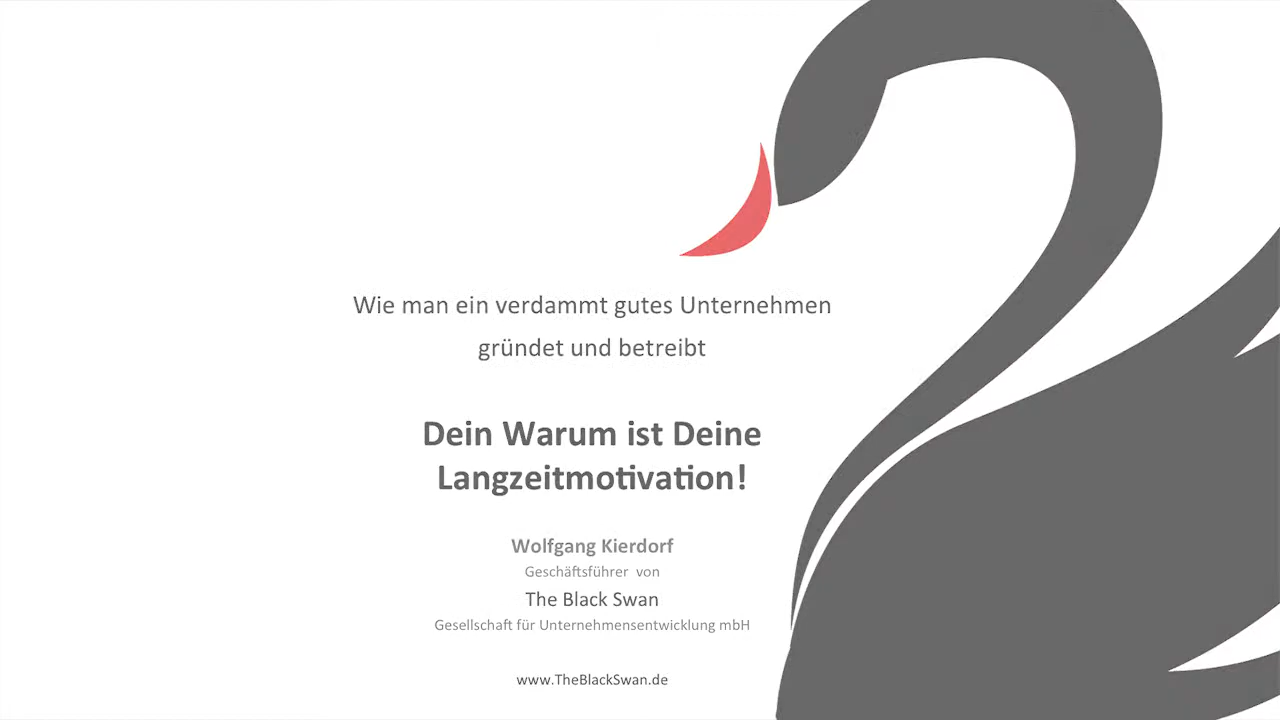 Wie man ein verdammt gutes Unternehmen
gründet und betreibt
Dein Warum ist Deine
Langzeitmotivation!
Wolfgang Kierdorf
Geschäftsführer von
The Black Swan
Gesellschaft für Unternehmensentwicklung mbH
www.TheBlackSwan.de